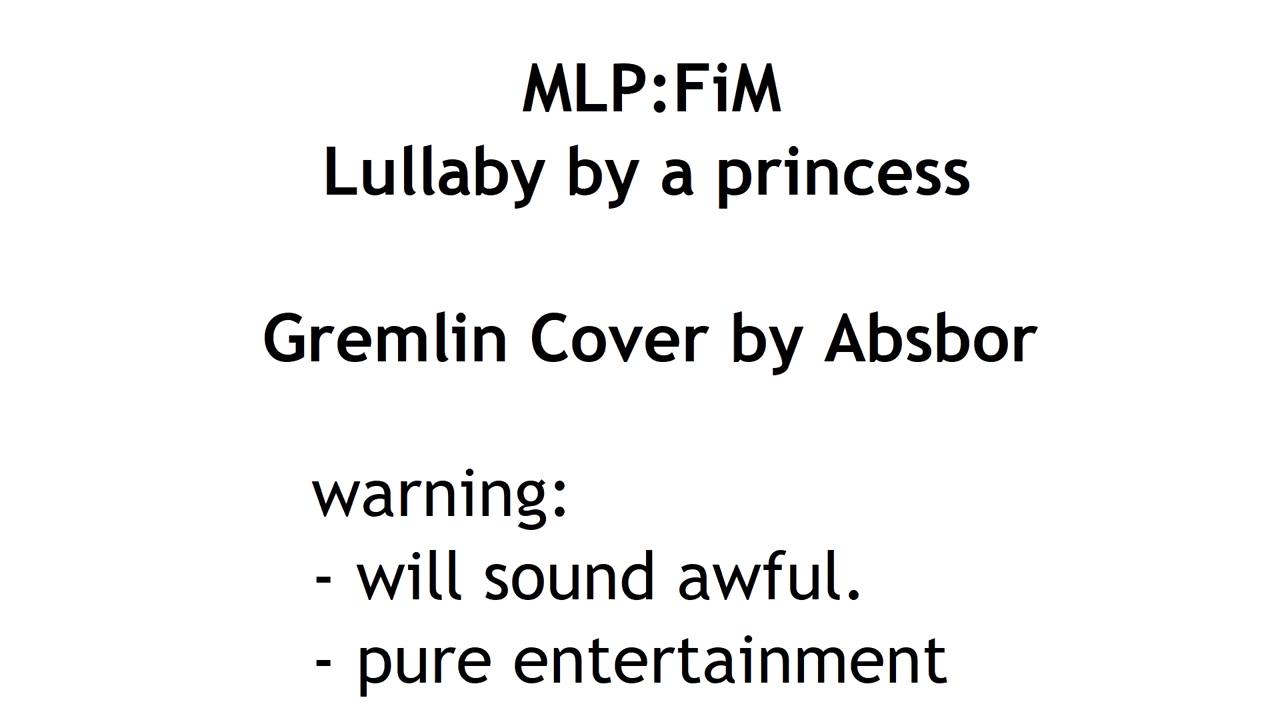 MLP:FiM
Lullaby by a princess
Gremlin Cover by Absbor
warning:
- will sound awful.
- pure entertainment